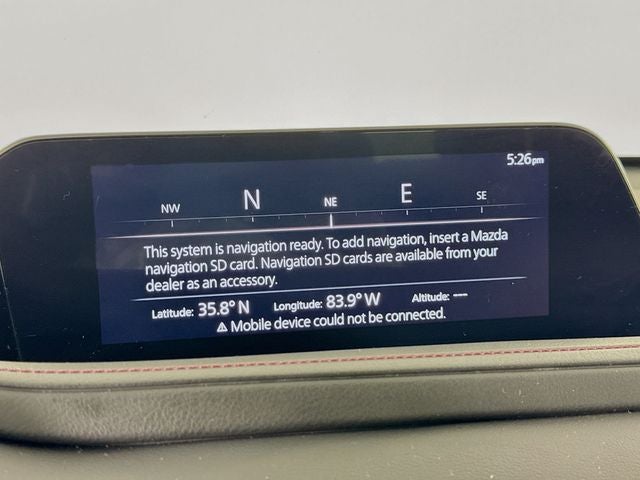 5:26pm
NW N NE E SE
This system is navigation ready. To add navigation, insert a Mazda
navigation SD card. Navigation SD cards are available from your
dealer as an accessory.
Latitude: 35.8° N Longitude: 83.9° W Altitude: ---
⚠ Mobile device could not be connected.